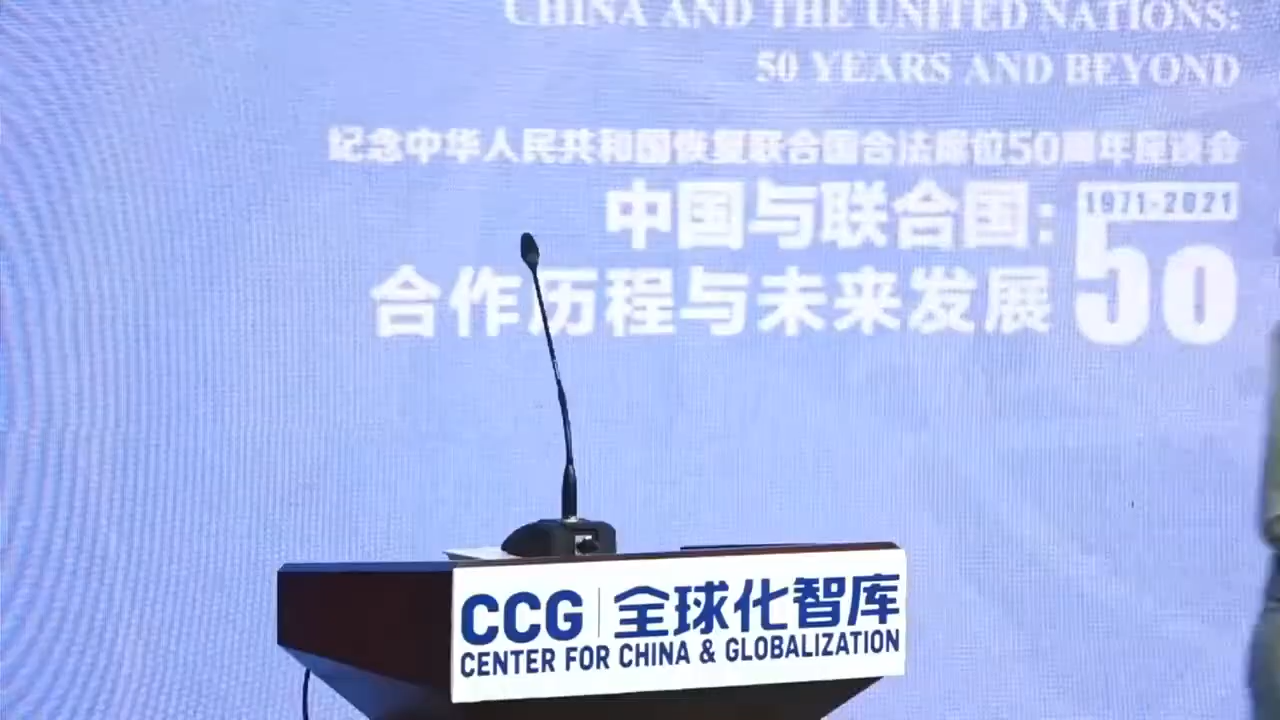 CHINA AND THE UNITED NATIONS:
50 YEARS AND BEYOND
纪念中华人民共和国恢复联合国合法席位50周年座谈会
中国与联合国:
合作历程与未来发展
1971-2021
50
CCG | 全球化智库
CENTER FOR CHINA & GLOBALIZATION